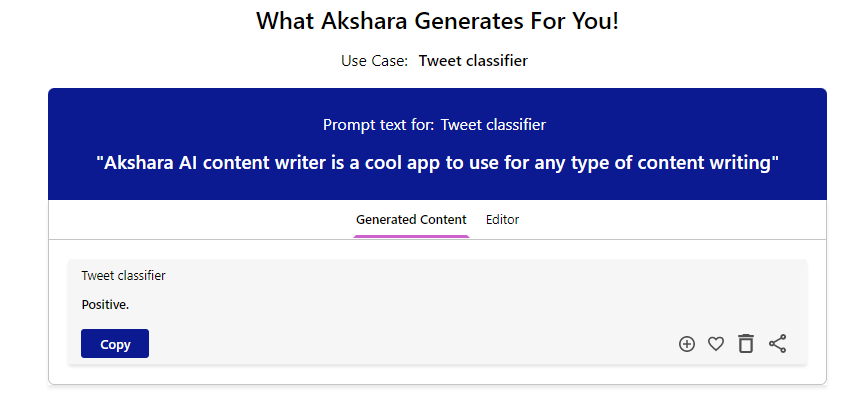 What Akshara Generates For You!
Use Case: Tweet classifier
Prompt text for: Tweet classifier
"Akshara AI content writer is a cool app to use for any type of content writing"
Generated Content Editor
Tweet classifier
Positive.
Copy